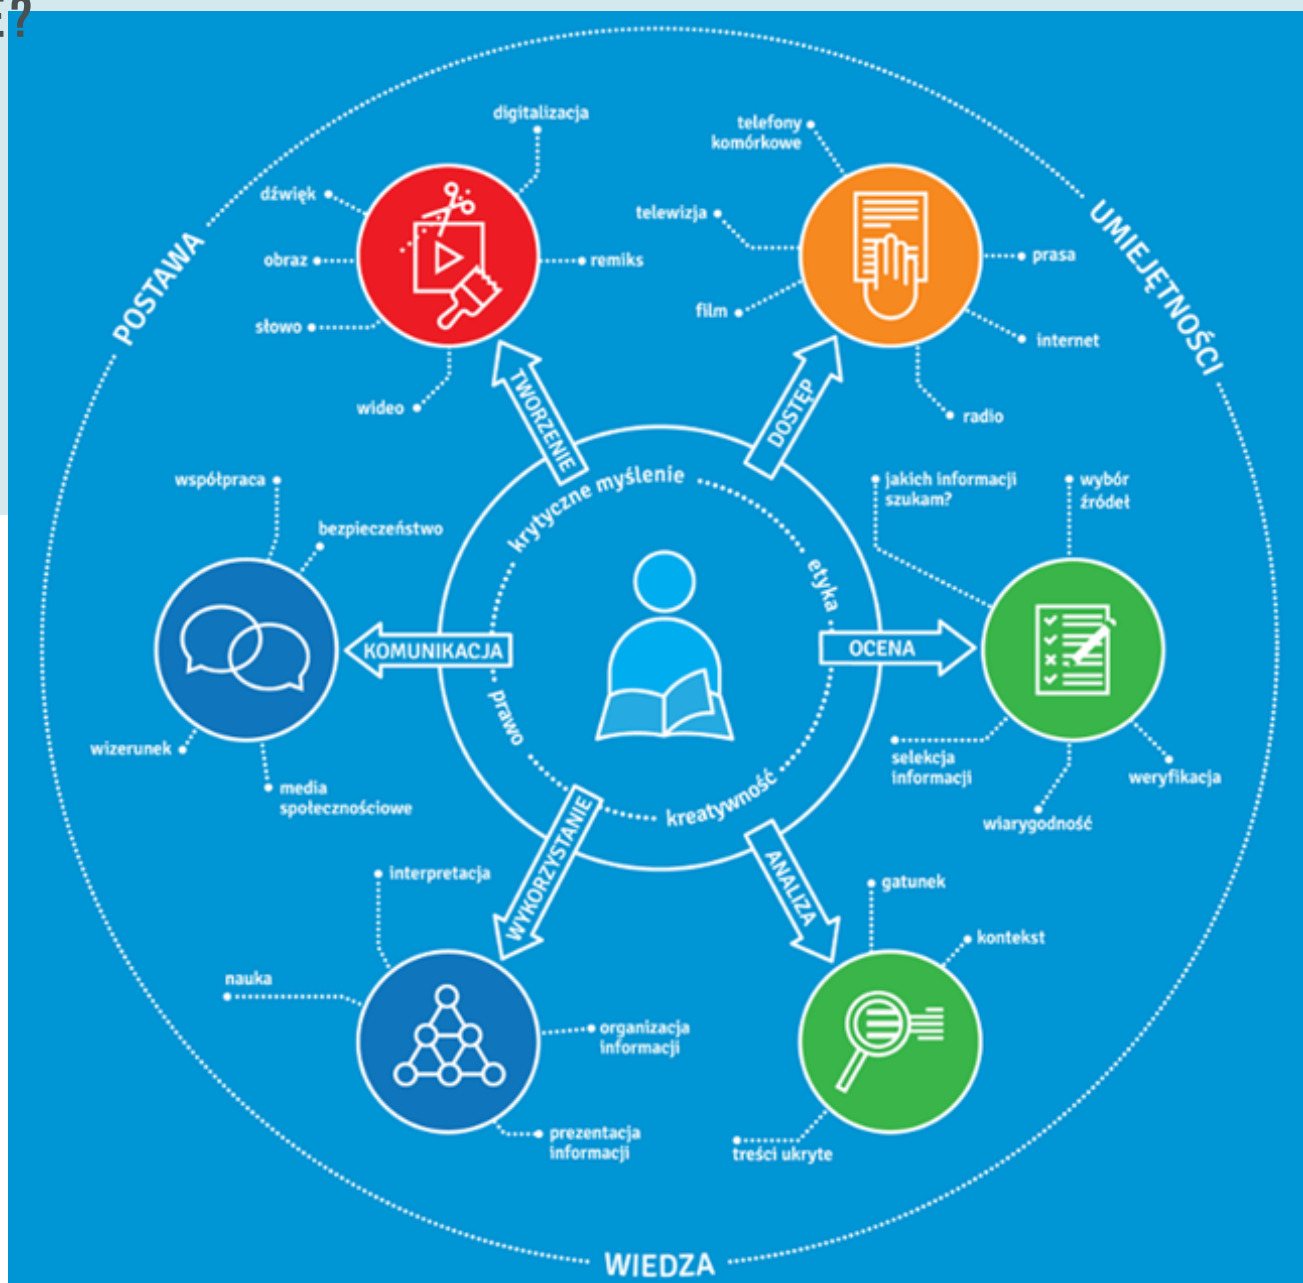 digitalizacja
dźwięk
obraz
słowo
wideo
remiks
telefony
komórkowe
telewizja
film
prasa
internet
radio
POSTAWA
UMIEJĘTNOŚCI
TWORZENIE
DOSTĘP
krytyczne myślenie
etyka
kreatywność
prawo
współpraca
bezpieczeństwo
KOMUNIKACJA
wizerunek
media
społecznościowe
OCENA
jakich informacji
szukam?
wybór
źródeł
selekcja
informacji
weryfikacja
wiarygodność
WYKORZYSTANIE
interpretacja
nauka
organizacja
informacji
prezentacja
informacji
ANALIZA
gatunek
kontekst
treści ukryte
WIEDZA